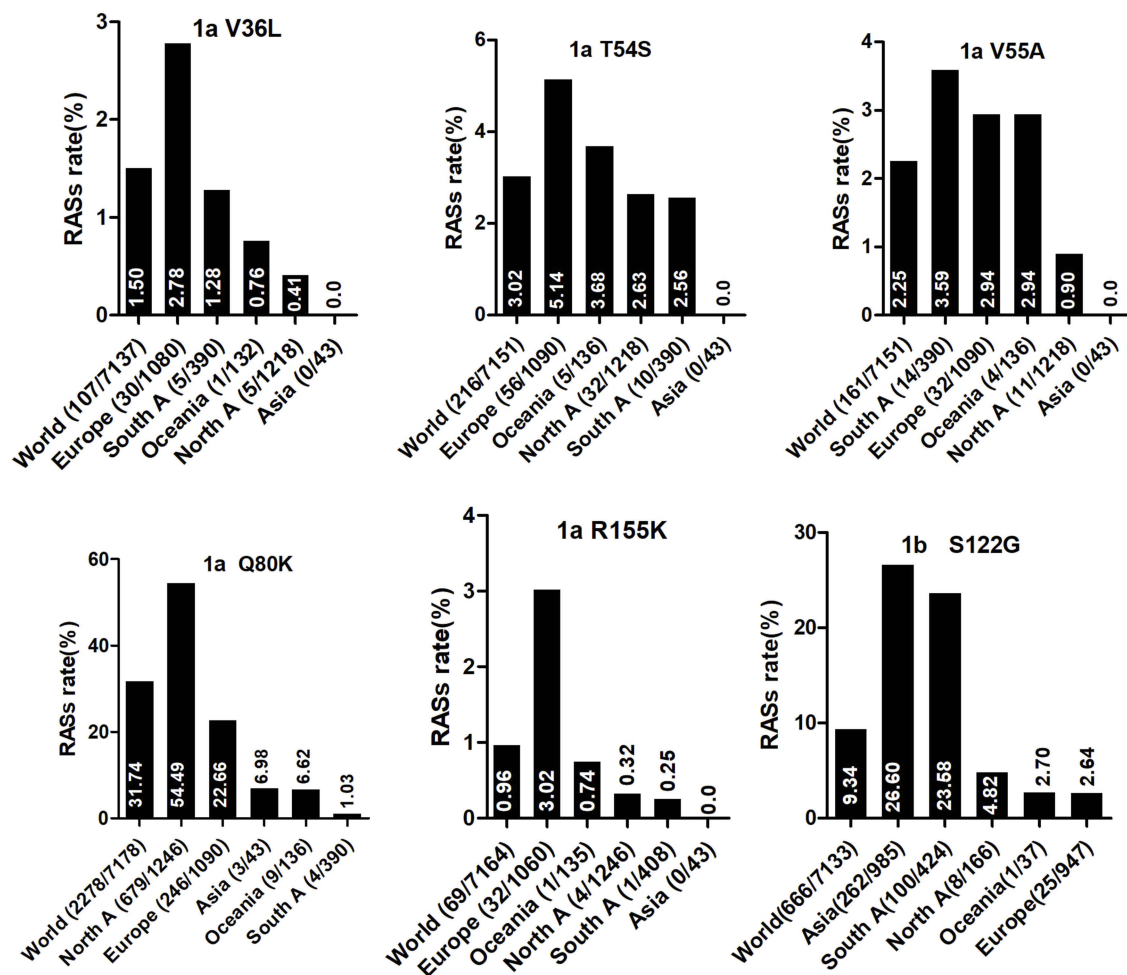 1a V36L
RASs rate(%)
3
2
1
0
1.50
2.78
1.28
0.76
0.41
0.0
World (107/7137)
Europe (30/1080)
South A (5/390)
Oceania (1/132)
North A (5/1218)
Asia (0/43)
1a T54S
RASs rate(%)
6
4
2
0
3.02
5.14
3.68
2.63
2.56
0.0
World (216/7151)
Europe (56/1090)
Oceania (5/136)
North A (32/1218)
South A (10/390)
Asia (0/43)
1a V55A
RASs rate(%)
4
3
2
1
0
2.25
3.59
2.94
2.94
0.90
0.0
World (161/7151)
South A (14/390)
Europe (32/1090)
Oceania (4/136)
North A (11/1218)
Asia (0/43)
1a Q80K
RASs rate(%)
60
40
20
0
31.74
54.49
22.66
6.98
6.62
1.03
World (2278/7178)
North A (679/1246)
Europe (246/1090)
Asia (3/43)
Oceania (9/136)
South A (4/390)
1a R155K
RASs rate(%)
4
3
2
1
0
0.96
3.02
0.74
0.32
0.25
0.0
World (69/7164)
Europe (32/1060)
Oceania (1/135)
North A (4/1246)
South A (1/408)
Asia (0/43)
1b S122G
RASs rate(%)
30
20
10
0
9.34
26.60
23.58
4.82
2.70
2.64
World(666/7133)
Asia(262/985)
South A(100/424)
North A(8/166)
Oceania(1/37)
Europe(25/947)